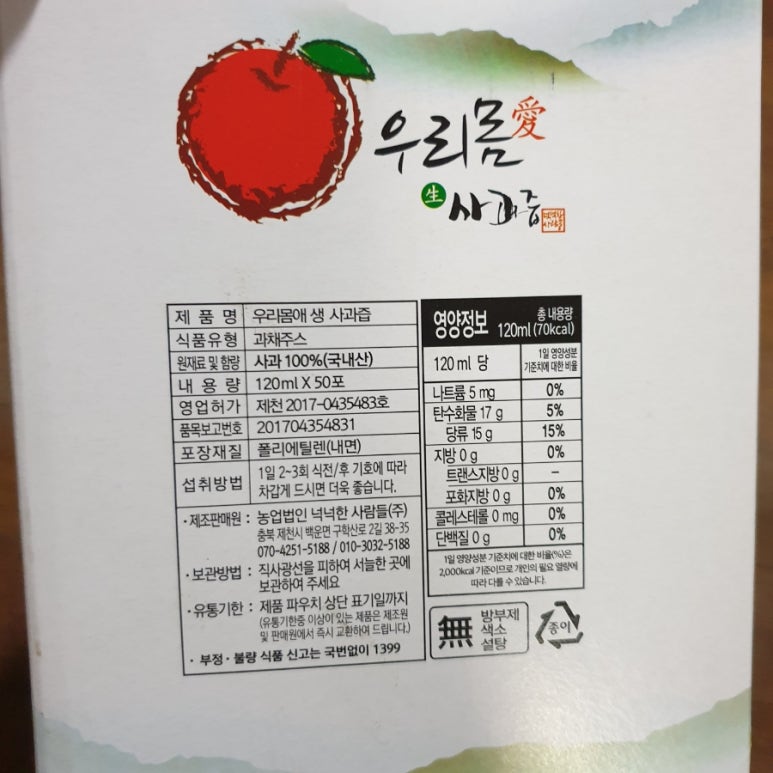 우리몸愛
生 사과즙
제 품 명 우리몸애 생 사과즙
식품유형 과채주스
원재료 및 함량 사과 100%(국내산)
내 용 량 120ml X 50포
영업허가 제천 2017-0435483호
품목보고번호 201704354831
포장재질 폴리에틸렌(내면)
섭취방법 1일 2~3회 식전/후 기호에 따라
차갑게 드시면 더욱 좋습니다.
· 제조판매원 : 농업법인 넉넉한 사람들(주)
충북 제천시 백운면 구학산로 2길 38-35
070-4251-5188 / 010-3032-5188
· 보관방법 : 직사광선을 피하여 서늘한 곳에
보관하여 주세요
· 유통기한 : 제품 파우치 상단 표기일까지
(유통기한중 이상이 있는 제품은 제조원
및 판매원에서 즉시 교환하여 드립니다.)
· 부정 · 불량 식품 신고는 국번없이 1399
영양정보 총 내용량
120ml (70kcal)
120 ml 당 1일 영양성분
기준치에 대한 비율
나트륨 5 mg 0%
탄수화물 17 g 5%
당류 15 g 15%
지방 0 g 0%
트랜스지방 0 g –
포화지방 0 g 0%
콜레스테롤 0 mg 0%
단백질 0 g 0%
1일 영양성분 기준치에 대한 비율(%)은
2,000kcal 기준이므로 개인의 필요 열량에
따라 다를 수 있습니다.
無 방부제
색소
설탕
종이